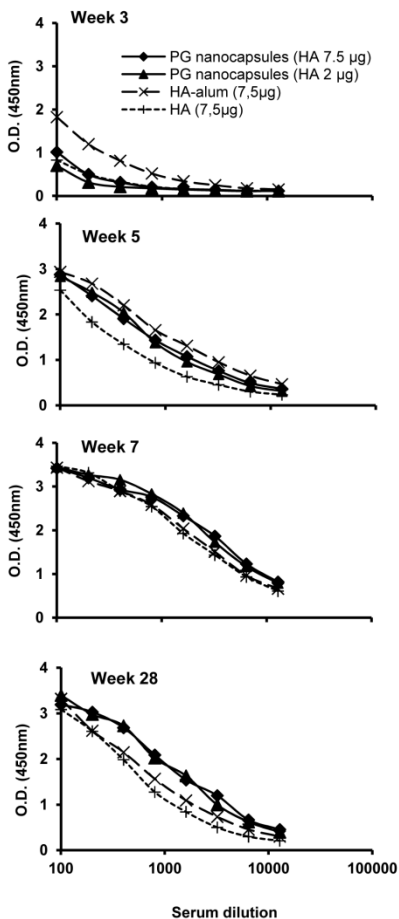 Week 3
O.D. (450nm)
4
3
2
1
0
PG nanocapsules (HA 7.5 µg)
PG nanocapsules (HA 2 µg)
HA-alum (7,5µg)
HA (7,5µg)
Week 5
O.D. (450nm)
4
3
2
1
0
Week 7
O.D. (450nm)
4
3
2
1
0
Week 28
O.D. (450nm)
4
3
2
1
0
100 1000 10000 100000
Serum dilution